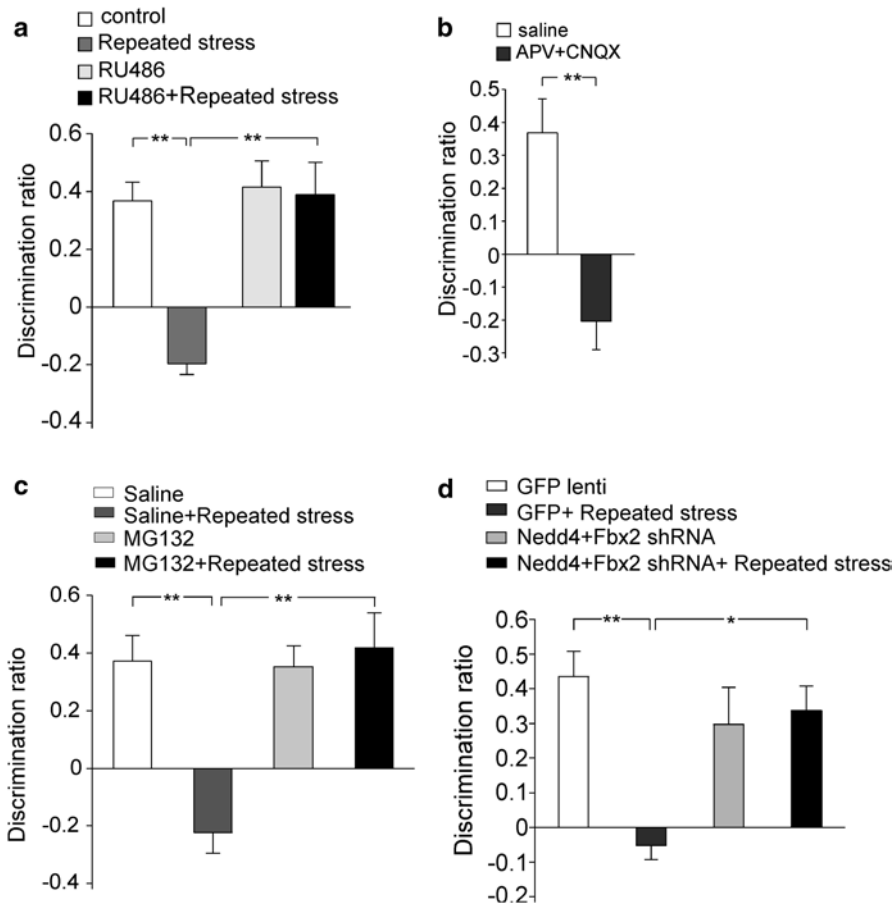 a
control
Repeated stress
RU486
RU486+Repeated stress
Discrimination ratio
0.6
0.4
0.2
0
-0.2
-0.4
**
**
b
saline
APV+CNQX
Discrimination ratio
0.5
0.4
0.3
0.2
0.1
0
-0.1
-0.2
-0.3
**
c
Saline
Saline+Repeated stress
MG132
MG132+Repeated stress
Discrimination ratio
0.6
0.4
0.2
0
-0.2
-0.4
**
**
d
GFP lenti
GFP+ Repeated stress
Nedd4+Fbx2 shRNA
Nedd4+Fbx2 shRNA+ Repeated stress
Discrimination ratio
0.6
0.5
0.4
0.3
0.2
0.1
0
-0.1
-0.2
**
*